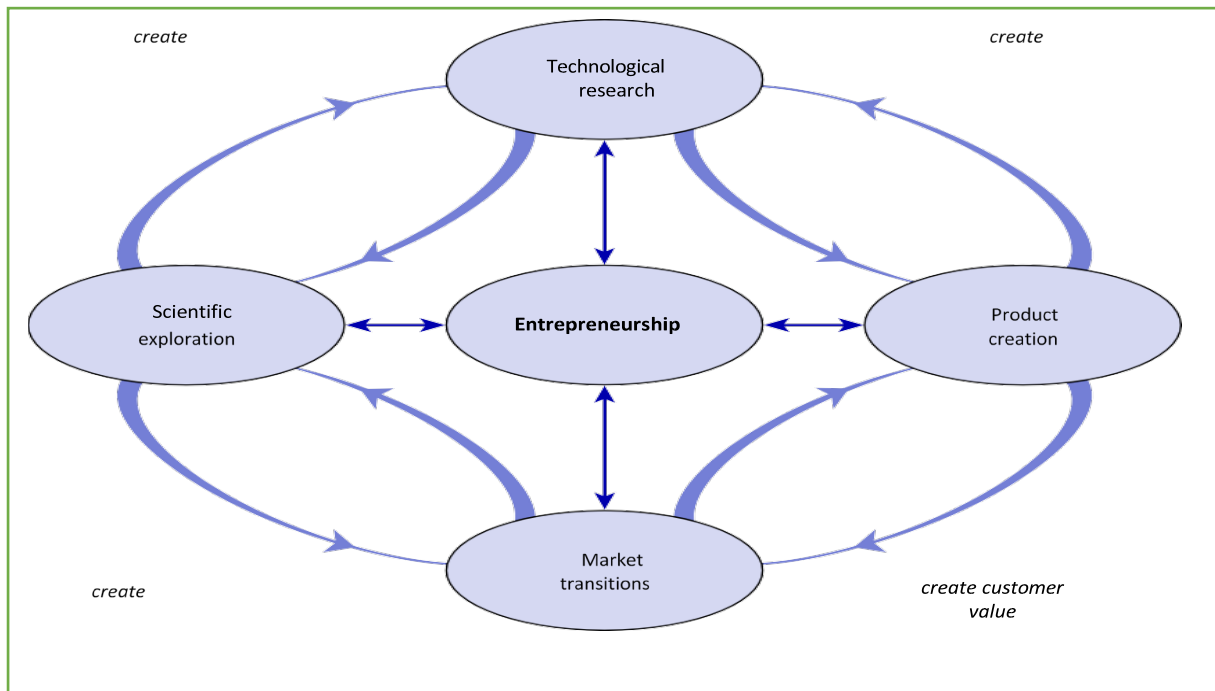 create
create
Technological
research
Scientific
exploration
Entrepreneurship
Product
creation
Market
transitions
create
create customer
value